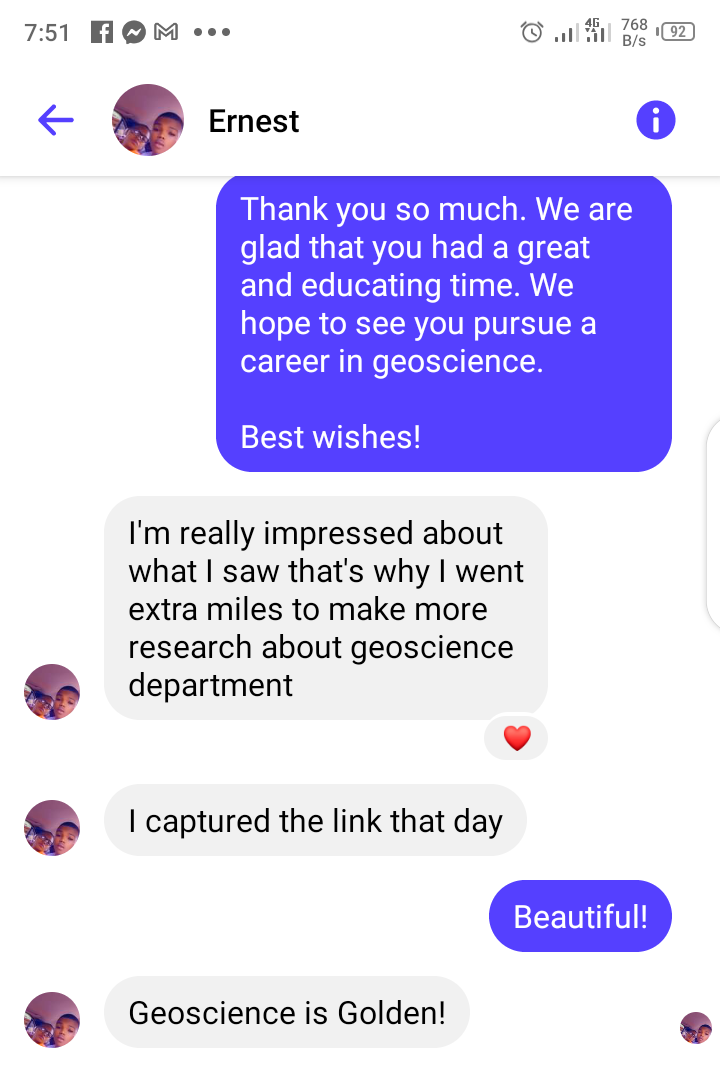 7:51
4G
768
B/s
92
Ernest
Thank you so much. We are
glad that you had a great
and educating time. We
hope to see you pursue a
career in geoscience.
Best wishes!
I'm really impressed about
what I saw that's why I went
extra miles to make more
research about geoscience
department
I captured the link that day
Beautiful!
Geoscience is Golden!